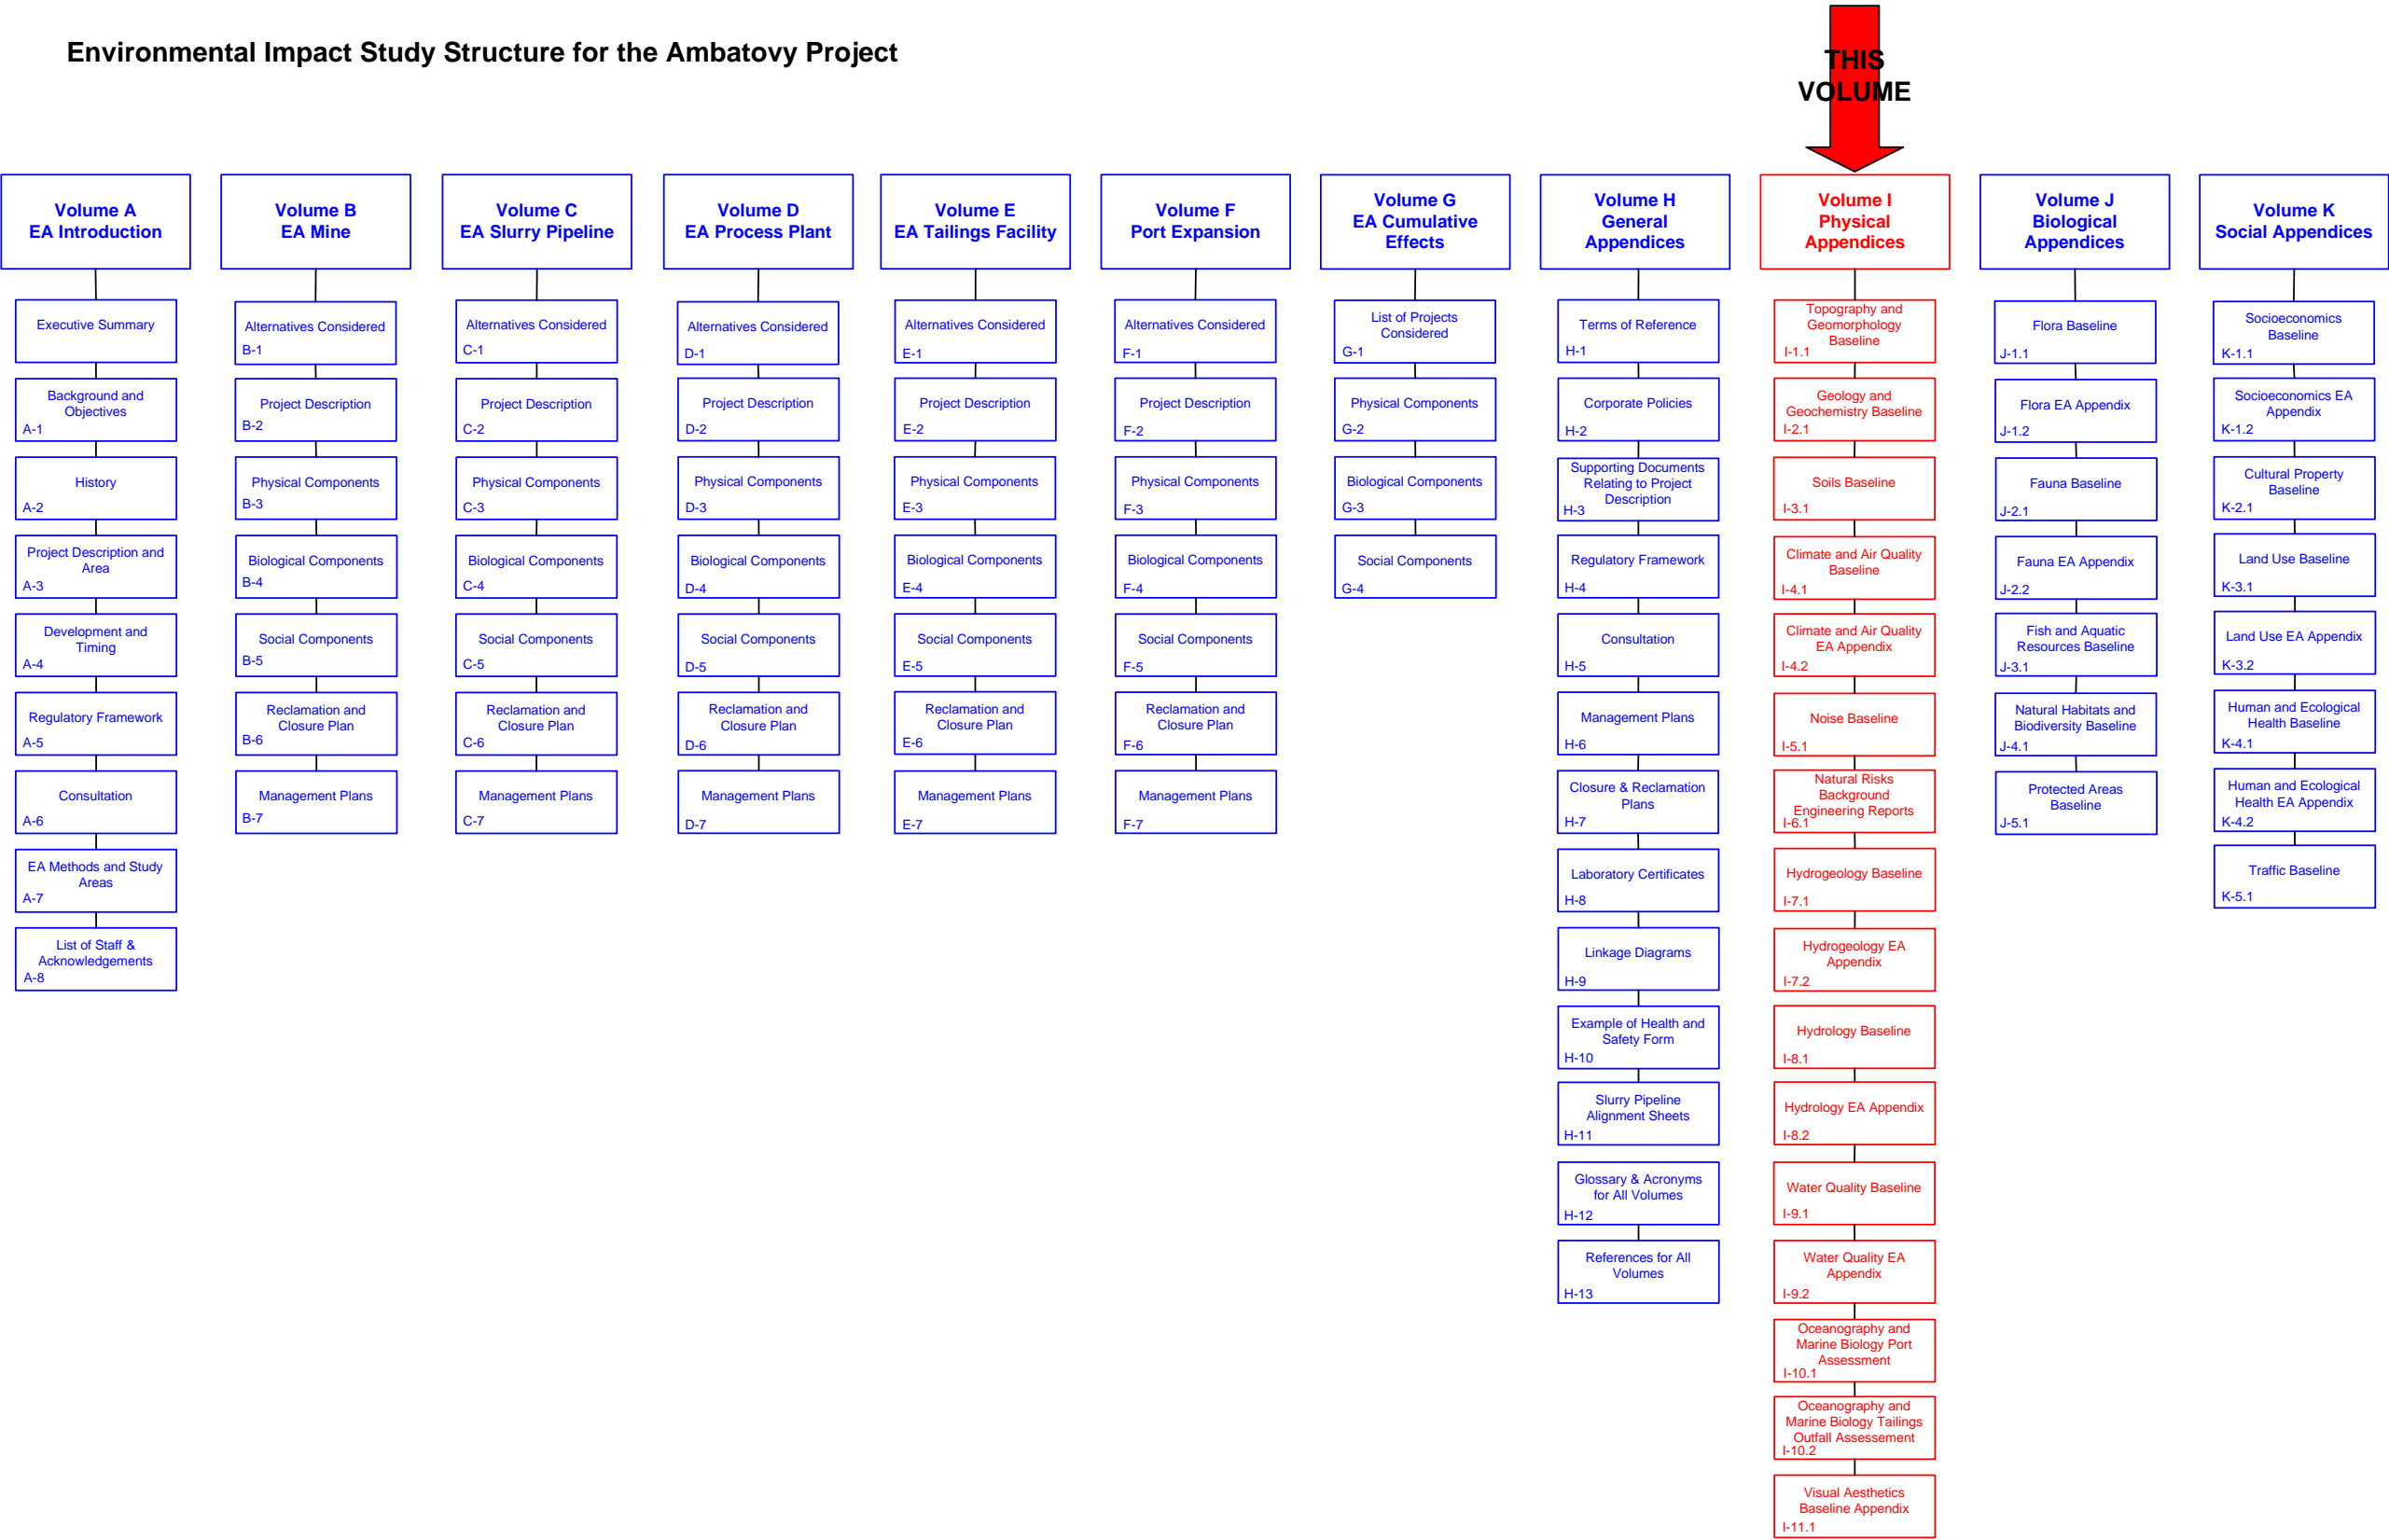 Environmental Impact Study Structure for the Ambatovy Project
THIS
VOLUME
Volume A
EA Introduction
Executive Summary
Background and
Objectives
A-1
History
A-2
Project Description and
Area
A-3
Development and
Timing
A-4
Regulatory Framework
A-5
Consultation
A-6
EA Methods and Study
Areas
A-7
List of Staff &
Acknowledgements
A-8
Volume B
EA Mine
Alternatives Considered
B-1
Project Description
B-2
Physical Components
B-3
Biological Components
B-4
Social Components
B-5
Reclamation and
Closure Plan
B-6
Management Plans
B-7
Volume C
EA Slurry Pipeline
Alternatives Considered
C-1
Project Description
C-2
Physical Components
C-3
Biological Components
C-4
Social Components
C-5
Reclamation and
Closure Plan
C-6
Management Plans
C-7
Volume D
EA Process Plant
Alternatives Considered
D-1
Project Description
D-2
Physical Components
D-3
Biological Components
D-4
Social Components
D-5
Reclamation and
Closure Plan
D-6
Management Plans
D-7
Volume E
EA Tailings Facility
Alternatives Considered
E-1
Project Description
E-2
Physical Components
E-3
Biological Components
E-4
Social Components
E-5
Reclamation and
Closure Plan
E-6
Management Plans
E-7
Volume F
Port Expansion
Alternatives Considered
F-1
Project Description
F-2
Physical Components
F-3
Biological Components
F-4
Social Components
F-5
Reclamation and
Closure Plan
F-6
Management Plans
F-7
Volume G
EA Cumulative
Effects
List of Projects
Considered
G-1
Physical Components
G-2
Biological Components
G-3
Social Components
G-4
Volume H
General
Appendices
Terms of Reference
H-1
Corporate Policies
H-2
Supporting Documents
Relating to Project
Description
H-3
Regulatory Framework
H-4
Consultation
H-5
Management Plans
H-6
Closure & Reclamation
Plans
H-7
Laboratory Certificates
H-8
Linkage Diagrams
H-9
Example of Health and
Safety Form
H-10
Slurry Pipeline
Alignment Sheets
H-11
Glossary & Acronyms
for All Volumes
H-12
References for All
Volumes
H-13
Volume I
Physical
Appendices
Topography and
Geomorphology
Baseline
I-1.1
Geology and
Geochemistry Baseline
I-2.1
Soils Baseline
I-3.1
Climate and Air Quality
Baseline
I-4.1
Climate and Air Quality
EA Appendix
I-4.2
Noise Baseline
I-5.1
Natural Risks
Background
Engineering Reports
I-6.1
Hydrogeology Baseline
I-7.1
Hydrogeology EA
Appendix
I-7.2
Hydrology Baseline
I-8.1
Hydrology EA Appendix
I-8.2
Water Quality Baseline
I-9.1
Water Quality EA
Appendix
I-9.2
Oceanography and
Marine Biology Port
Assessment
I-10.1
Oceanography and
Marine Biology Tailings
Outfall Assessement
I-10.2
Visual Aesthetics
Baseline Appendix
I-11.1
Volume J
Biological
Appendices
Flora Baseline
J-1.1
Flora EA Appendix
J-1.2
Fauna Baseline
J-2.1
Fauna EA Appendix
J-2.2
Fish and Aquatic
Resources Baseline
J-3.1
Natural Habitats and
Biodiversity Baseline
J-4.1
Protected Areas
Baseline
J-5.1
Volume K
Social Appendices
Socioeconomics
Baseline
K-1.1
Socioeconomics EA
Appendix
K-1.2
Cultural Property
Baseline
K-2.1
Land Use Baseline
K-3.1
Land Use EA Appendix
K-3.2
Human and Ecological
Health Baseline
K-4.1
Human and Ecological
Health EA Appendix
K-4.2
Traffic Baseline
K-5.1